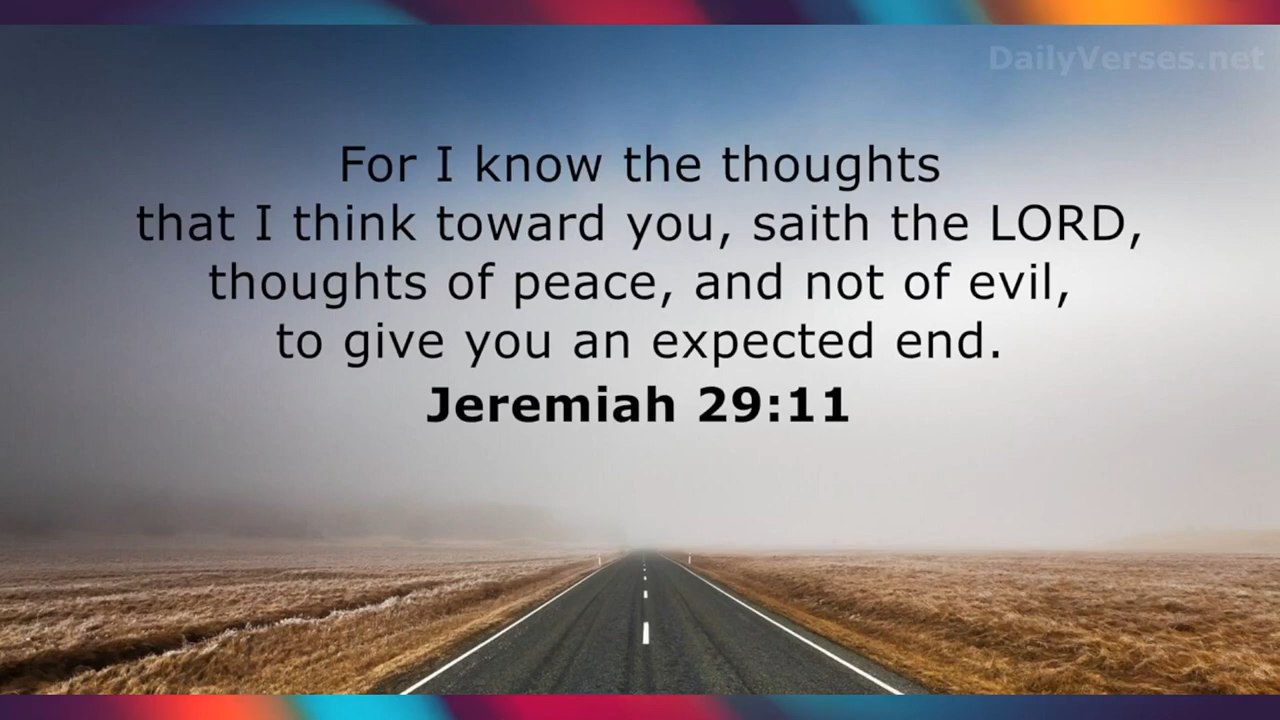 DailyVerses.net
For I know the thoughts
that I think toward you, saith the LORD,
thoughts of peace, and not of evil,
to give you an expected end.
Jeremiah 29:11